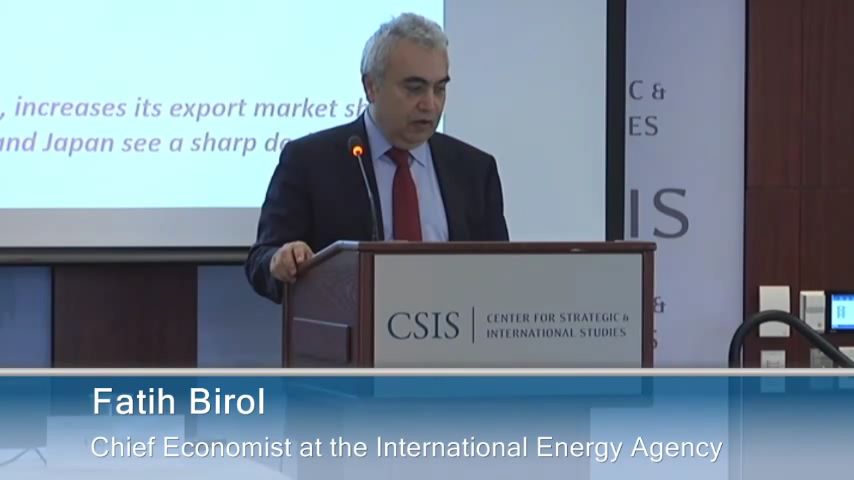 , increases its export market
and Japan see a sharp
C &
ES
IS
CSIS
CENTER FOR STRATEGIC &
INTERNATIONAL STUDIES
&
S
Fatih Birol
Chief Economist at the International Energy Agency